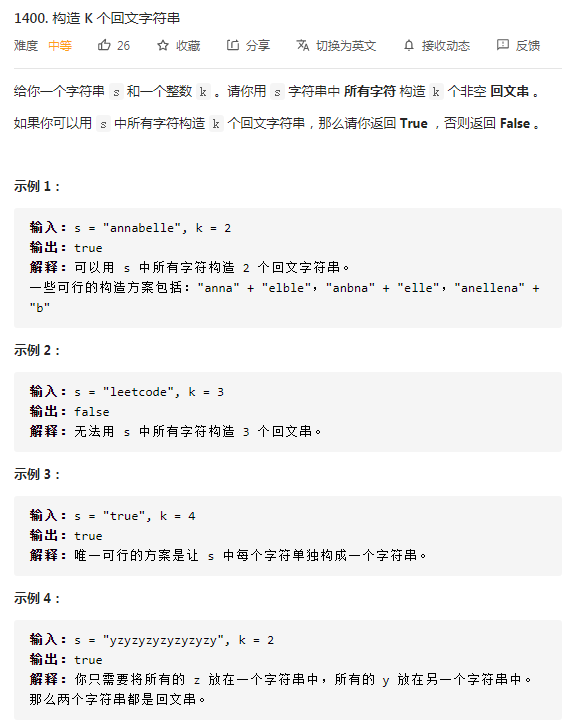 1400. 构造 K 个回文字符串
难度 中等 26 收藏 分享 切换为英文 接收动态 反馈
给你一个字符串 s 和一个整数 k 。请你用 s 字符串中 所有字符 构造 k 个非空 回文串 。
如果你可以用 s 中所有字符构造 k 个回文字符串，那么请你返回 True ，否则返回 False 。
示例 1：
输入：s = "annabelle", k = 2
输出：true
解释：可以用 s 中所有字符构造 2 个回文字符串。
一些可行的构造方案包括："anna" + "elble"，"anbna" + "elle"，"anellena" +
"b"
示例 2：
输入：s = "leetcode", k = 3
输出：false
解释：无法用 s 中所有字符构造 3 个回文串。
示例 3：
输入：s = "true", k = 4
输出：true
解释：唯一可行的方案是让 s 中每个字符单独构成一个字符串。
示例 4：
输入：s = "yzyzyzyzyzyzyzy", k = 2
输出：true
解释：你只需要将所有的 z 放在一个字符串中，所有的 y 放在另一个字符串中。
那么两个字符串都是回文串。